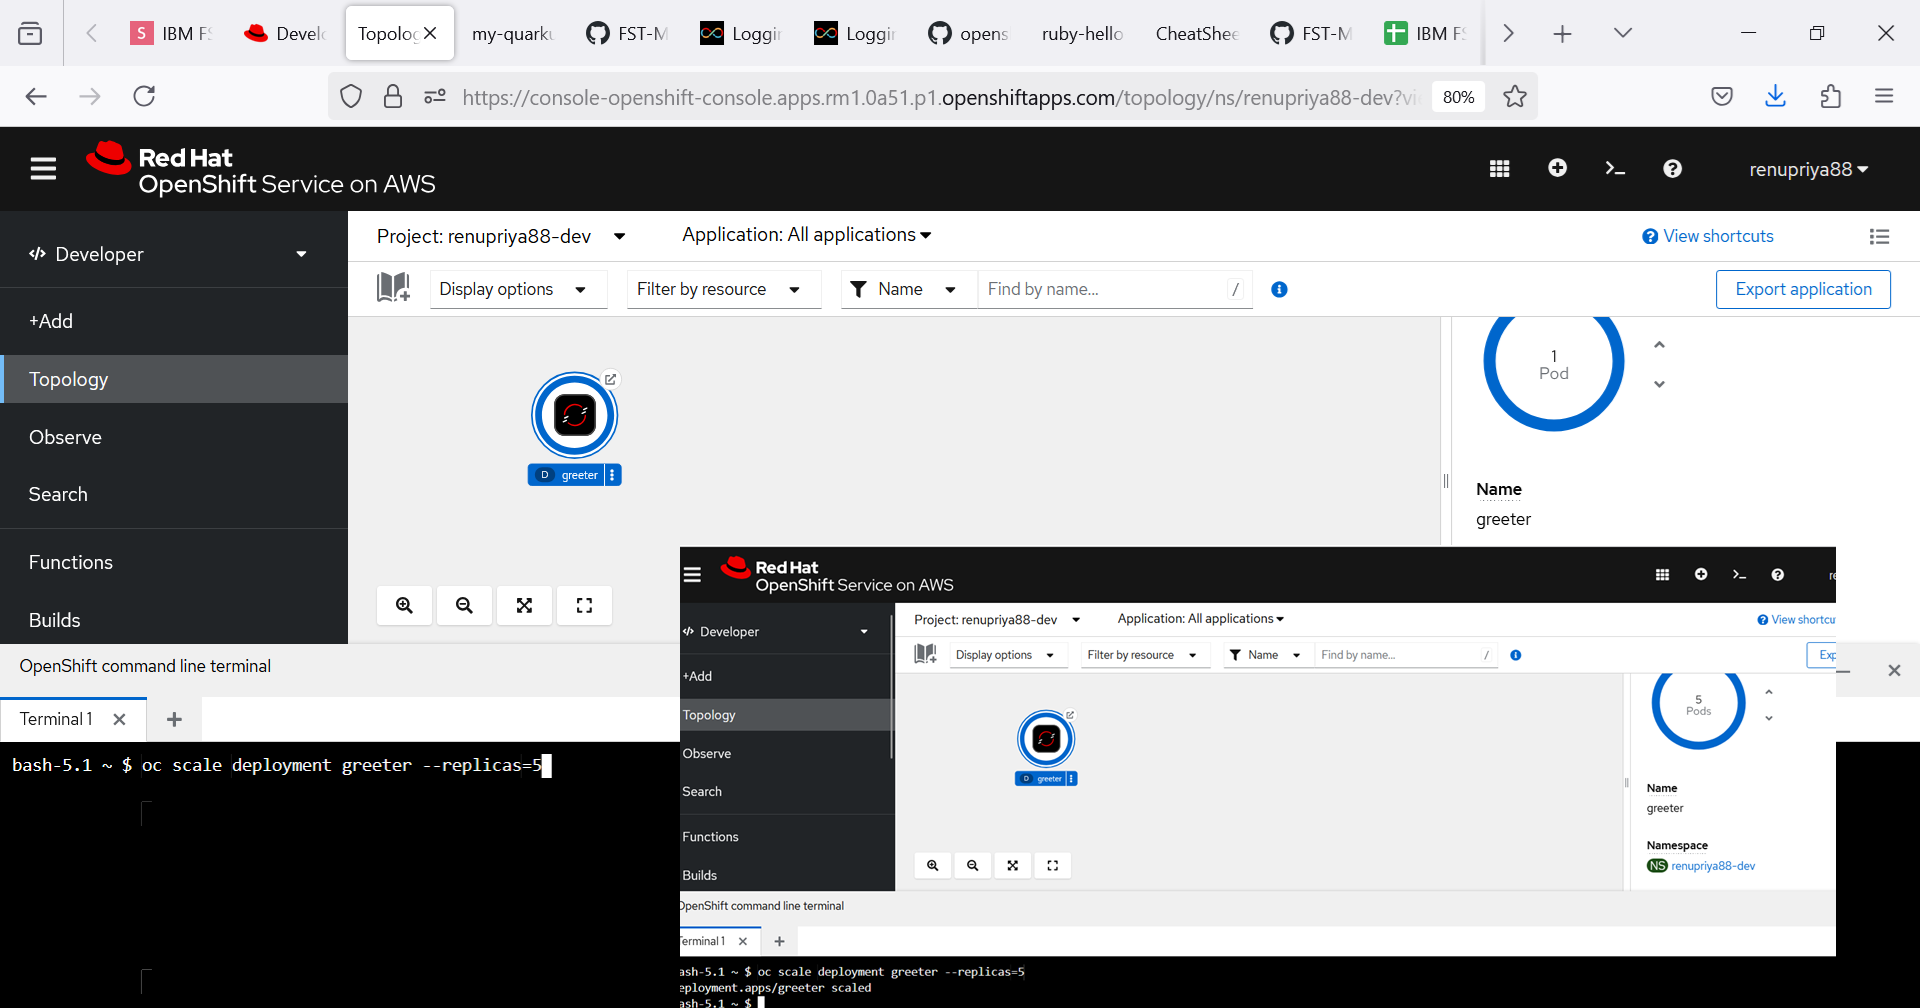 S IBM FS
Develo
Topolog
my-quarku
FST-M
Loggin
Loggin
opens
ruby-hello
CheatShee
FST-M
IBM FS
https://console-openshift-console.apps.rm1.0a51.p1.openshiftapps.com/topology/ns/renupriya88-dev?vi
80%
Red Hat
OpenShift Service on AWS
renupriya88
Developer
+Add
Topology
Observe
Search
Functions
Builds
Project: renupriya88-dev
Application: All applications
View shortcuts
Display options
Filter by resource
Name
Find by name...
/
Export application
D greeter
1
Pod
Name
greeter
OpenShift command line terminal
Terminal 1
bash-5.1 ~ $ oc scale deployment greeter --replicas=5
Red Hat
OpenShift Service on AWS
re
Developer
+Add
Topology
Observe
Search
Functions
Builds
Project: renupriya88-dev
Application: All applications
View shortcu
Display options
Filter by resource
Name
Find by name...
/
Exp
D greeter
5
Pods
Name
greeter
Namespace
NS renupriya88-dev
OpenShift command line terminal
Terminal 1
ash-5.1 ~ $ oc scale deployment greeter --replicas=5
eployment.apps/greeter scaled
ash-5.1 ~ $